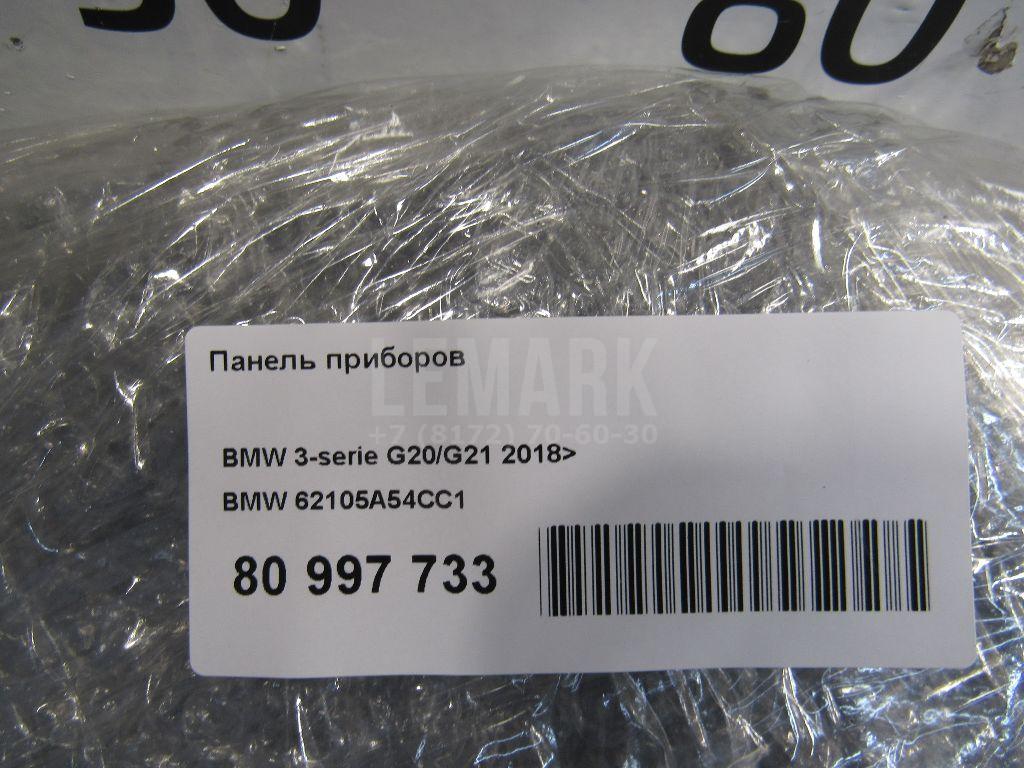 80
Панель приборов
LEMARK
+7 (8172) 70-60-30
BMW 3-serie G20/G21 2018>
BMW 62105A54CC1
80 997 733